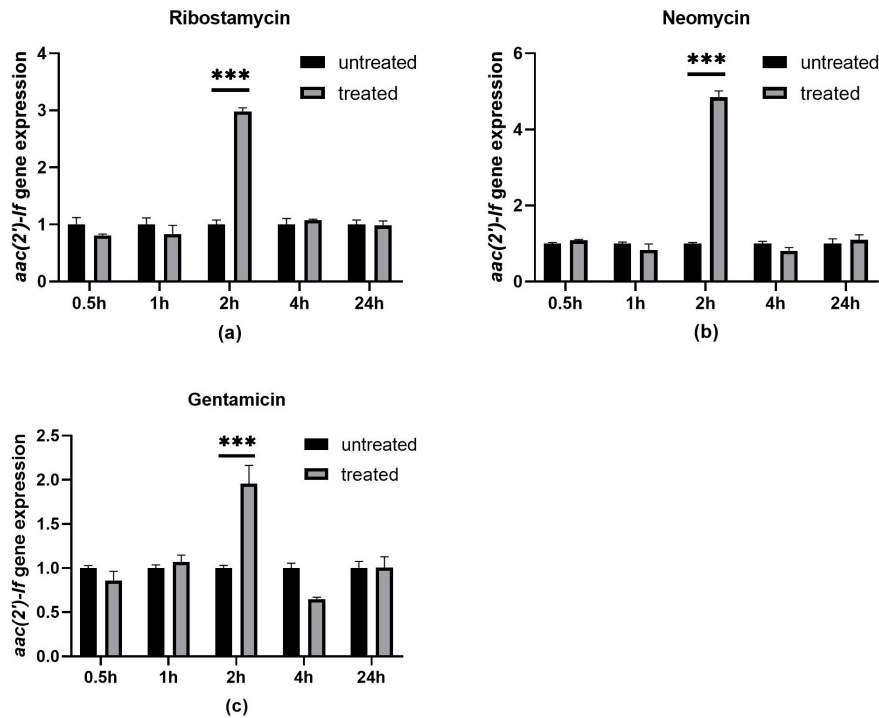 Ribostamycin
aac(2')-If gene expression
4
3
2
1
0
***
untreated
treated
0.5h 1h 2h 4h 24h
(a)
Neomycin
aac(2')-If gene expression
6
4
2
0
***
untreated
treated
0.5h 1h 2h 4h 24h
(b)
Gentamicin
aac(2')-If gene expression
2.5
2.0
1.5
1.0
0.5
0.0
***
untreated
treated
0.5h 1h 2h 4h 24h
(c)